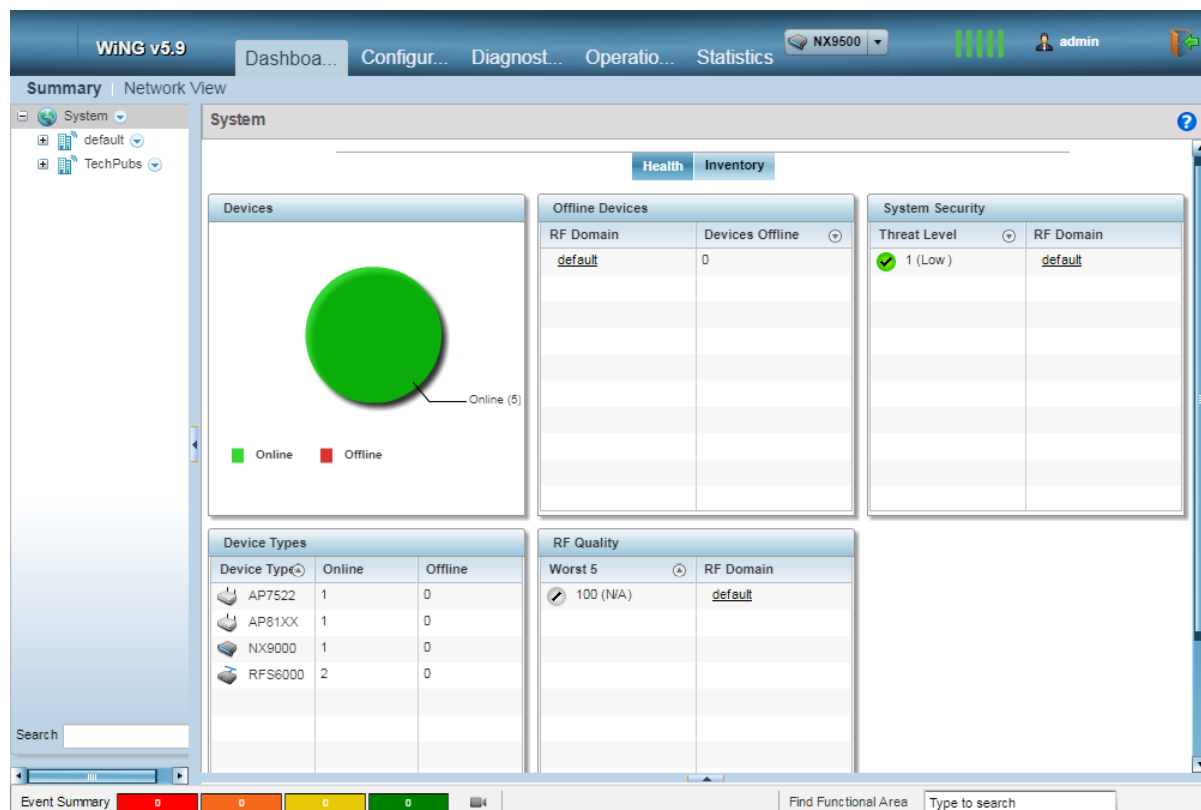 WiNG v5.9
Dashboa... Configur... Diagnost... Operatio... Statistics
NX9500
admin
Summary | Network View
System
default
TechPubs
Search
System
Health Inventory
Devices
Online (5)
Online Offline
Offline Devices
RF Domain Devices Offline
default 0
System Security
Threat Level RF Domain
1 (Low) default
Device Types
Device Type Online Offline
AP7522 1 0
AP81XX 1 0
NX9000 1 0
RFS6000 2 0
RF Quality
Worst 5 RF Domain
100 (N/A) default
Event Summary 0 0 0 0
Find Functional Area Type to search